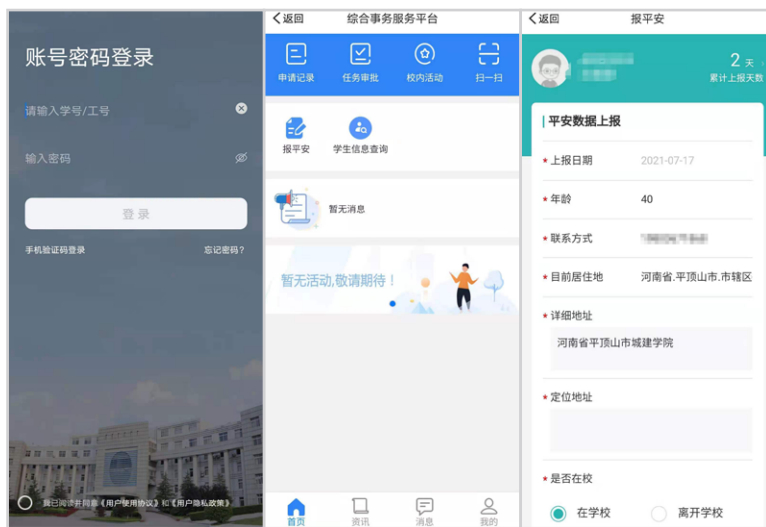 账号密码登录
请输入学号/工号
输入密码
登录
手机验证码登录
忘记密码?
我已阅读并同意《用户使用协议》和《用户隐私政策》
返回
综合事务服务平台
申请记录
任务审批
校内活动
扫一扫
报平安
学生信息查询
暂无消息
暂无活动,敬请期待!
首页
资讯
消息
我的
返回
报平安
2 天
累计上报天数
平安数据上报
* 上报日期 2021-07-17
* 年龄 40
* 联系方式
* 目前居住地 河南省.平顶山市.市辖区
* 详细地址
河南省平顶山市城建学院
* 定位地址
* 是否在校
在学校
离开学校